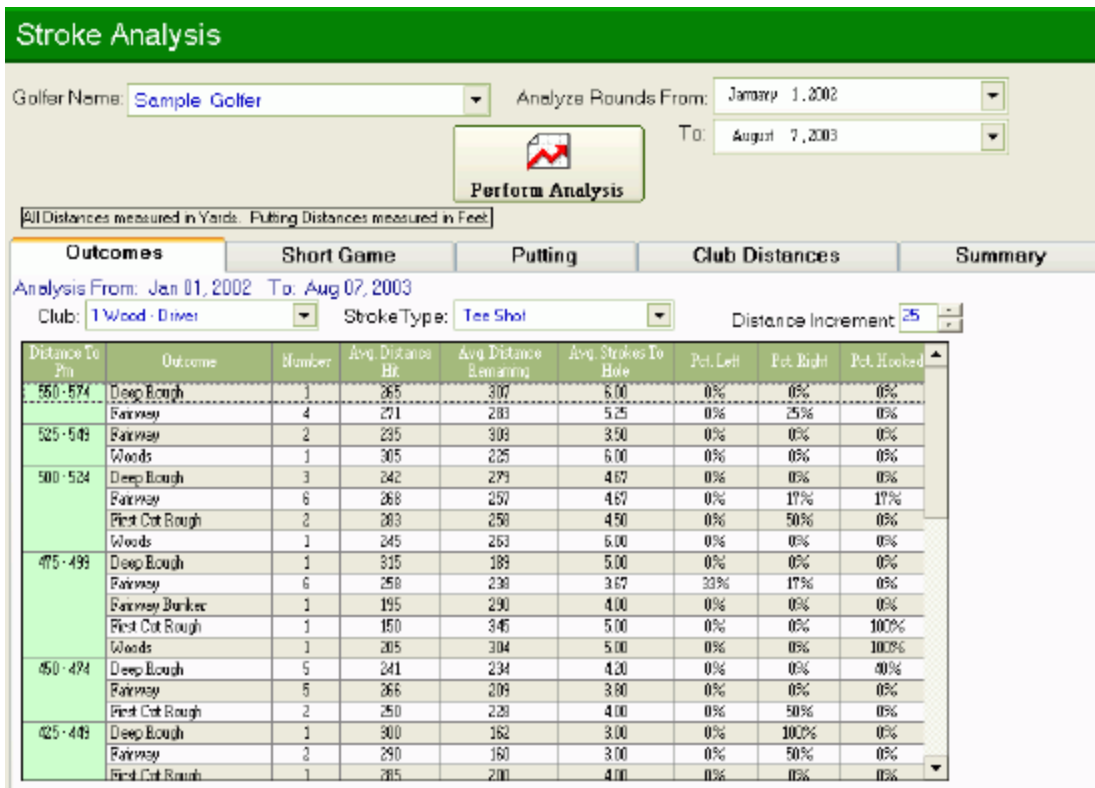 Stroke Analysis
Golfer Name: Sample Golfer Analyze Rounds From: January 1, 2002
To: August 7, 2003
Perform Analysis
All Distances measured in Yards. Putting Distances measured in Feet.
Outcomes Short Game Putting Club Distances Summary
Analysis From: Jan 01, 2002 To: Aug 07, 2003
Club: 1 Wood - Driver Stroke Type: Tee Shot Distance Increment 25
Distance To Pin Outcome Number Avg. Distance Hit Avg. Distance Remaining Avg. Strokes To Hole Pct. Left Pct. Right Pct. Hooked
550 - 574 Deep Rough 1 265 307 6.00 0% 0% 0%
Fairway 4 271 283 5.25 0% 25% 0%
525 - 549 Fairway 2 235 303 3.50 0% 0% 0%
Woods 1 305 225 6.00 0% 0% 0%
500 - 524 Deep Rough 3 242 279 4.67 0% 0% 0%
Fairway 6 268 257 4.67 0% 17% 17%
First Cut Rough 2 283 258 4.50 0% 50% 0%
Woods 1 245 263 6.00 0% 0% 0%
475 - 499 Deep Rough 1 315 189 5.00 0% 0% 0%
Fairway 6 258 238 3.67 33% 17% 0%
Fairway Bunker 1 195 290 4.00 0% 0% 0%
First Cut Rough 1 150 345 5.00 0% 0% 100%
Woods 1 205 304 5.00 0% 0% 100%
450 - 474 Deep Rough 5 241 234 4.20 0% 0% 40%
Fairway 5 266 209 3.80 0% 0% 0%
First Cut Rough 2 250 228 4.00 0% 50% 0%
425 - 449 Deep Rough 1 300 162 3.00 0% 100% 0%
Fairway 2 290 160 3.00 0% 50% 0%
First Cut Rough 1 285 200 4.00 0% 0% 0%